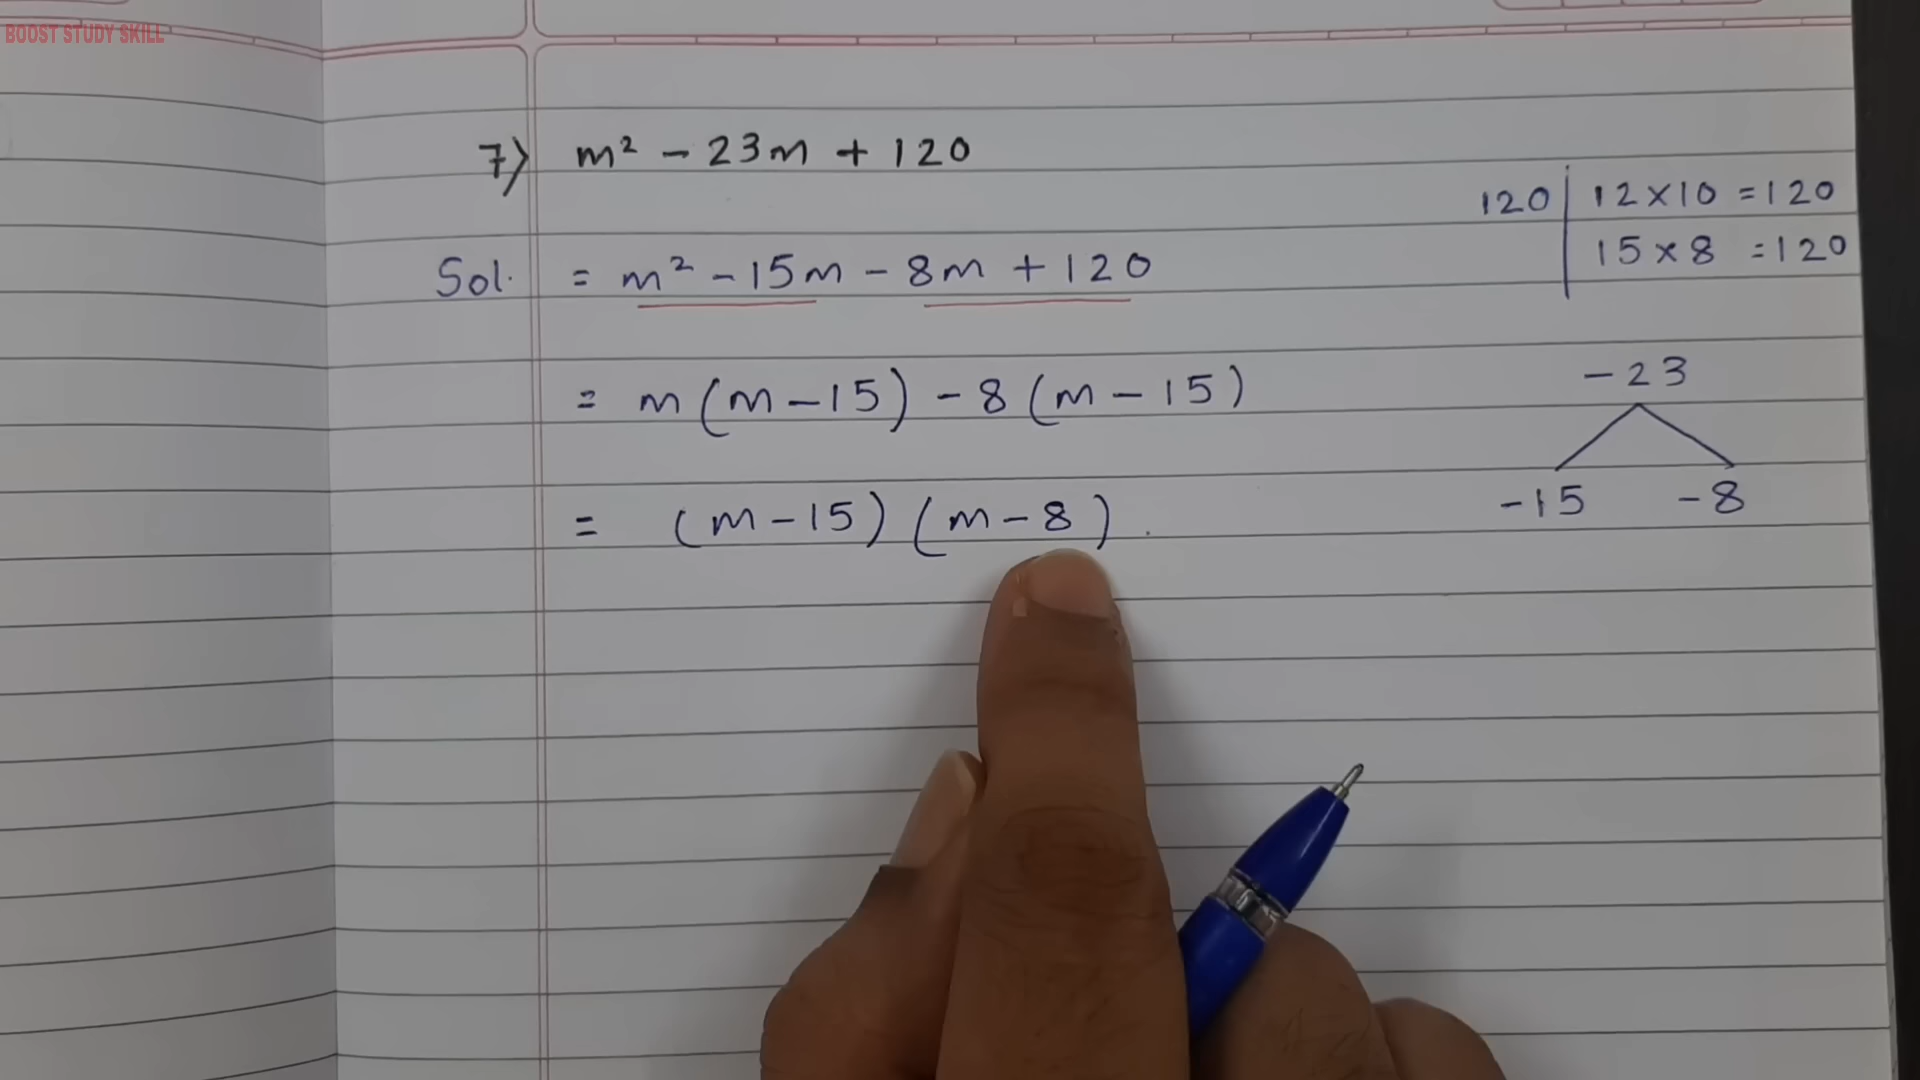 BOOST STUDY SKILL
7) m² - 23m + 120
120 | 12 × 10 = 120
15 × 8 = 120
Sol. = m² - 15m - 8m + 120
= m (m - 15) - 8 (m - 15)
-23
-15 -8
= (m - 15) (m - 8).